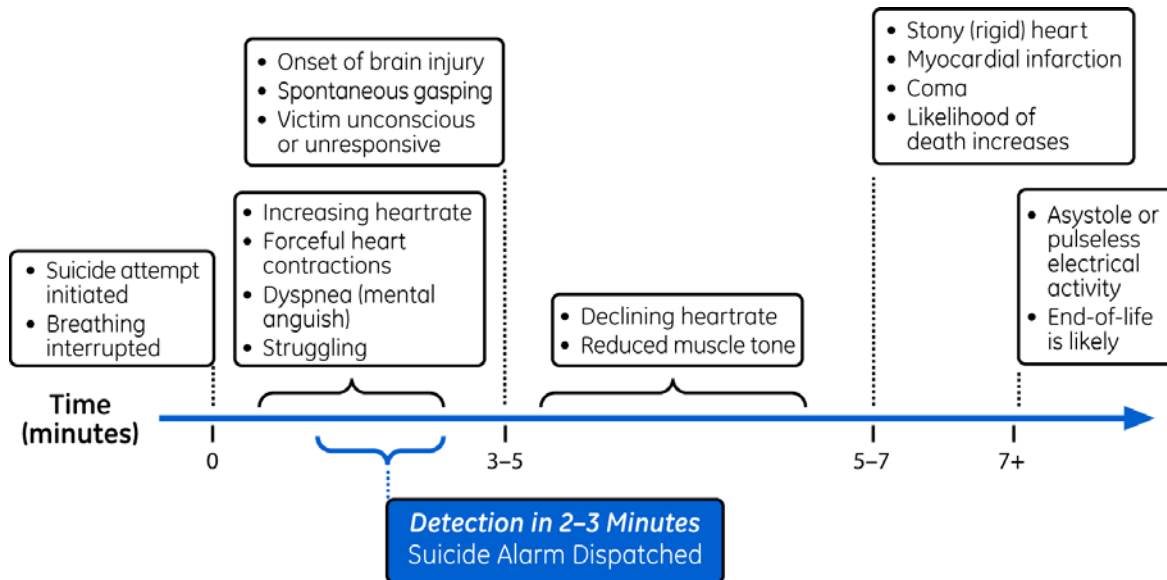 • Suicide attempt
initiated
• Breathing
interrupted
• Increasing heartrate
• Forceful heart
contractions
• Dyspnea (mental
anguish)
• Struggling
• Onset of brain injury
• Spontaneous gasping
• Victim unconscious
or unresponsive
• Declining heartrate
• Reduced muscle tone
• Stony (rigid) heart
• Myocardial infarction
• Coma
• Likelihood of
death increases
• Asystole or
pulseless
electrical
activity
• End-of-life
is likely
Time
(minutes)
0
3–5
5–7
7+
Detection in 2–3 Minutes
Suicide Alarm Dispatched